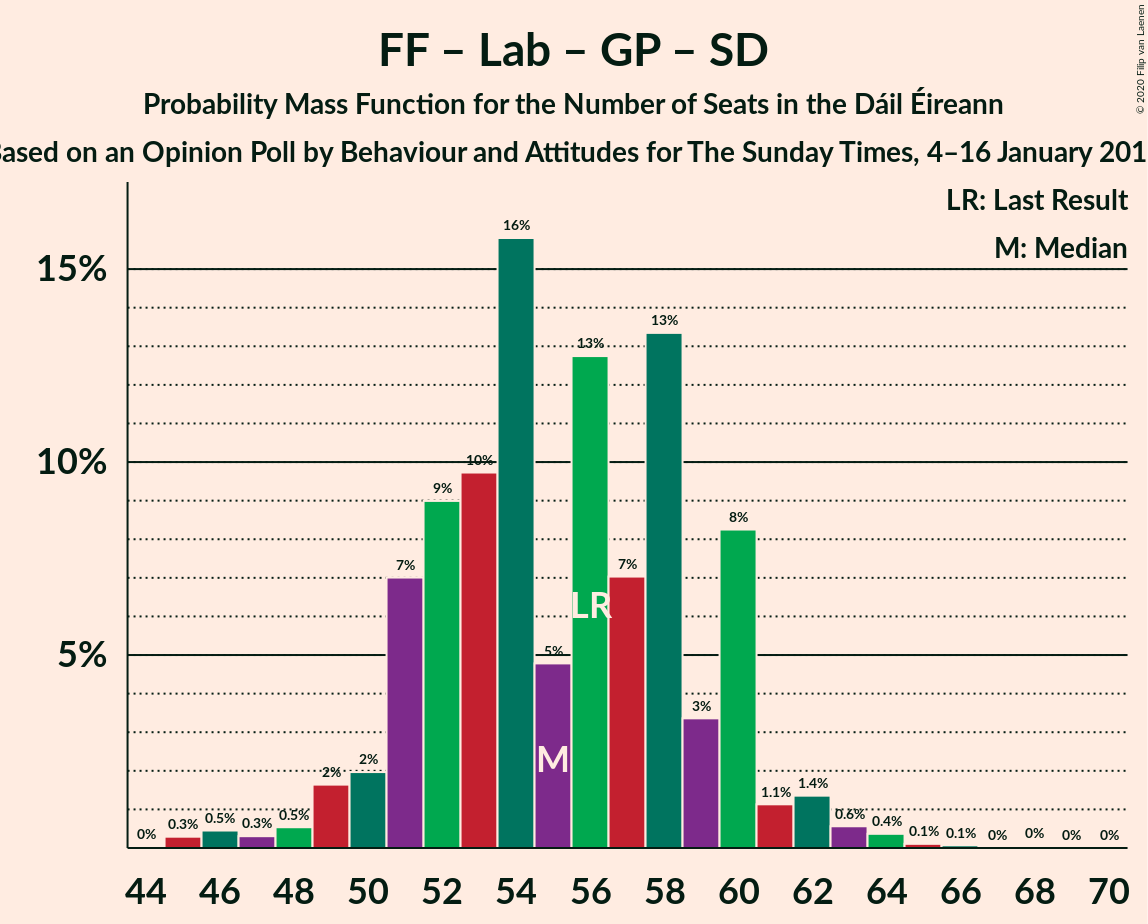 FF – Lab – GP – SD
Probability Mass Function for the Number of Seats in the Dáil Éireann
Based on an Opinion Poll by Behaviour and Attitudes for The Sunday Times, 4–16 January 201
© 2020 Filip van Laenen
LR: Last Result
M: Median
15%
10%
5%
0% 0.3% 0.5% 0.3% 0.5% 2% 2% 7% 9% 10% 16% 5% 13% 7% 13% 3% 8% 1.1% 1.4% 0.6% 0.4% 0.1% 0.1% 0% 0% 0% 0%
LR
M
44 46 48 50 52 54 56 58 60 62 64 66 68 70